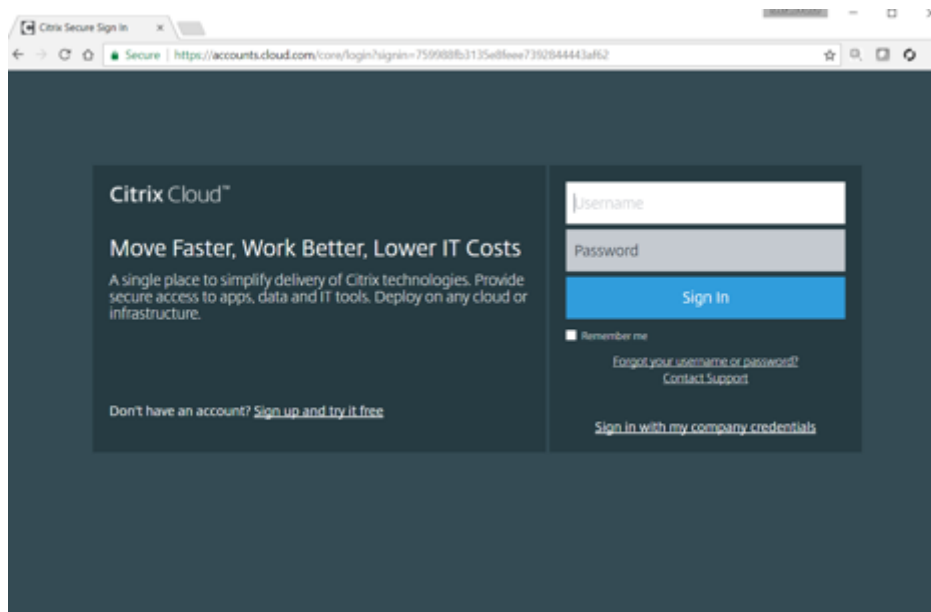 Citrix Secure Sign In
Secure | https://accounts.cloud.com/core/login?signin=
Citrix Cloud™
Username
Move Faster, Work Better, Lower IT Costs
Password
A single place to simplify delivery of Citrix technologies. Provide
secure access to apps, data and IT tools. Deploy on any cloud or
infrastructure.
Sign In
Remember me
Forgot your username or password?
Contact Support
Don't have an account? Sign up and try it free
Sign in with my company credentials